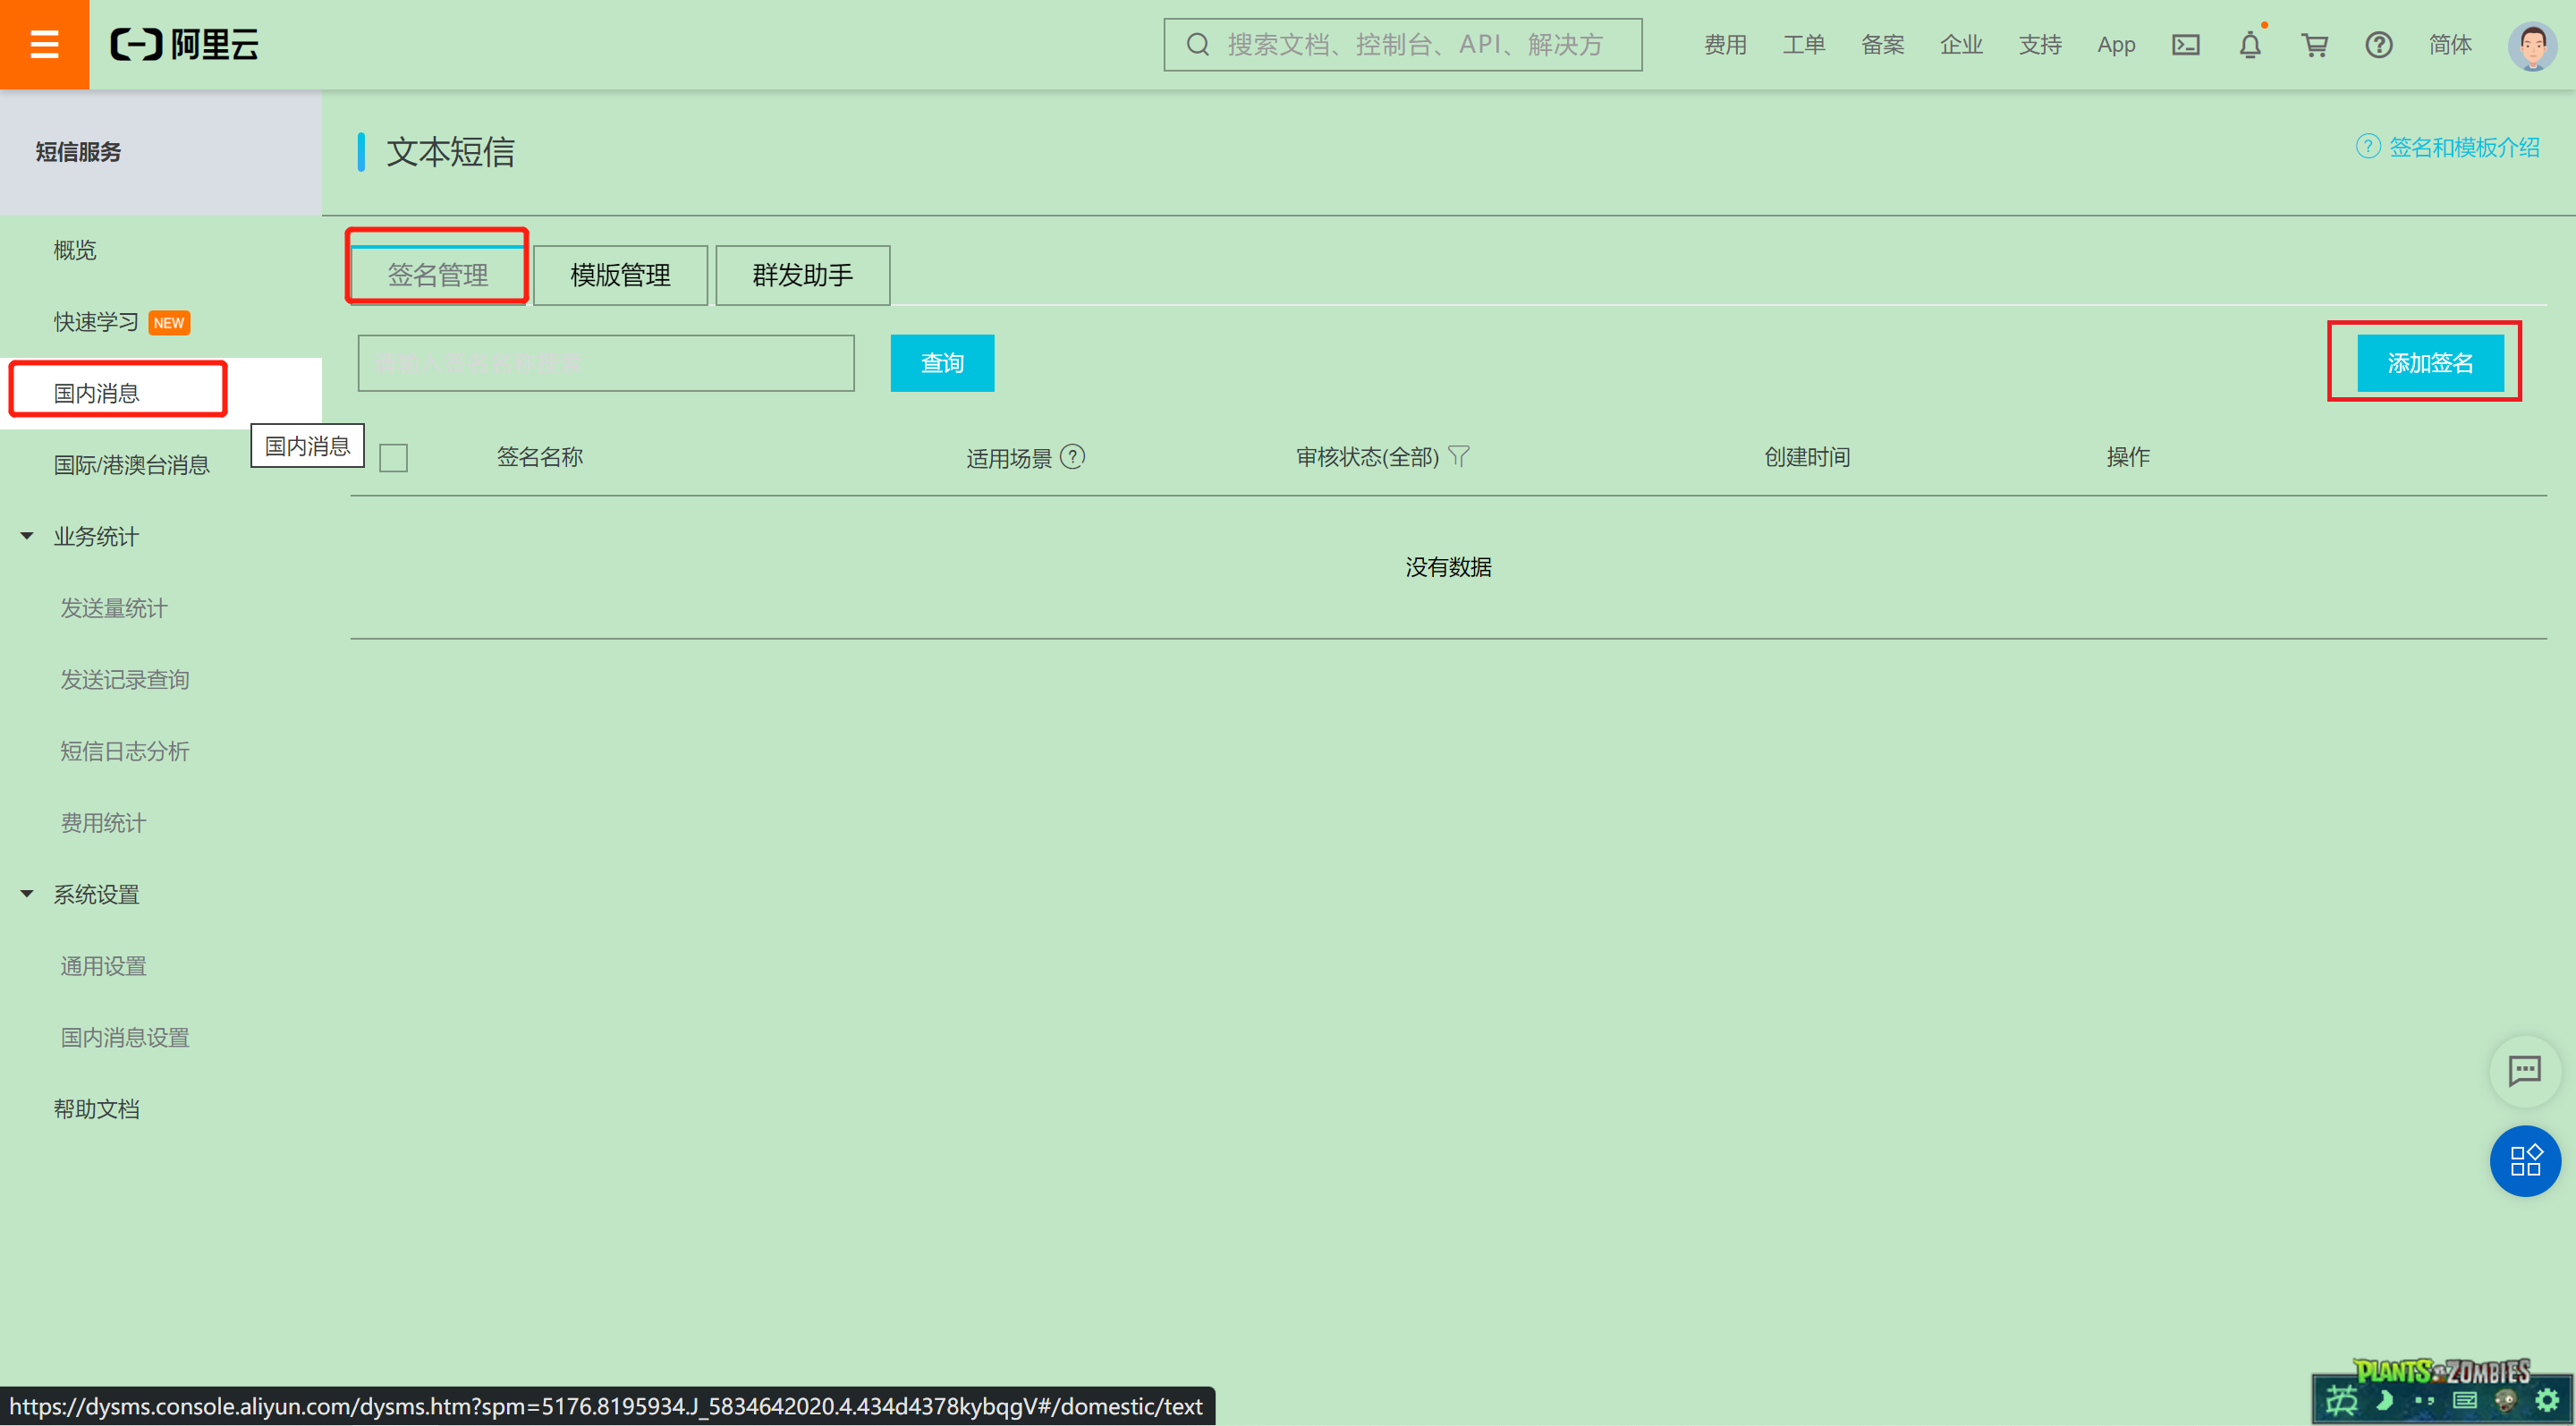 阿里云
搜索文档、控制台、API、解决方
费用 工单 备案 企业 支持 App 简体
短信服务
文本短信
签名和模板介绍
概览
快速学习 NEW
国内消息
国内消息
国际/港澳台消息
业务统计
发送量统计
发送记录查询
短信日志分析
费用统计
系统设置
通用设置
国内消息设置
帮助文档
签名管理 模版管理 群发助手
查询
添加签名
签名名称 适用场景 审核状态(全部) 创建时间 操作
没有数据
https://dysms.console.aliyun.com/dysms.htm?spm=5176.8195934.J_5834642020.4.434d4378kybqgV#/domestic/text
PLANTS vs ZOMBIES
英